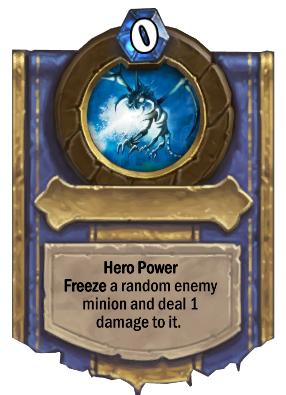 0
Hero Power
Freeze a random enemy
minion and deal 1
damage to it.